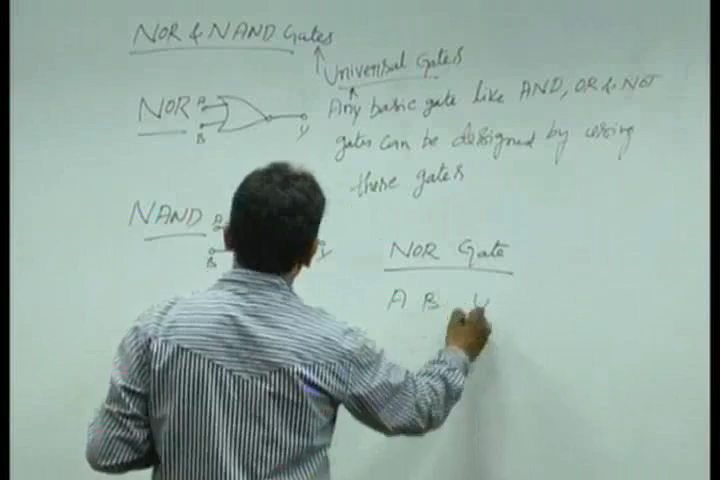 NOR & NAND Gates
Universal Gates
Any basic gate like AND, OR & NOT
gates can be designed by using
these gates
NOR A
B Y
NAND A
B Y
NOR Gate
A B Y